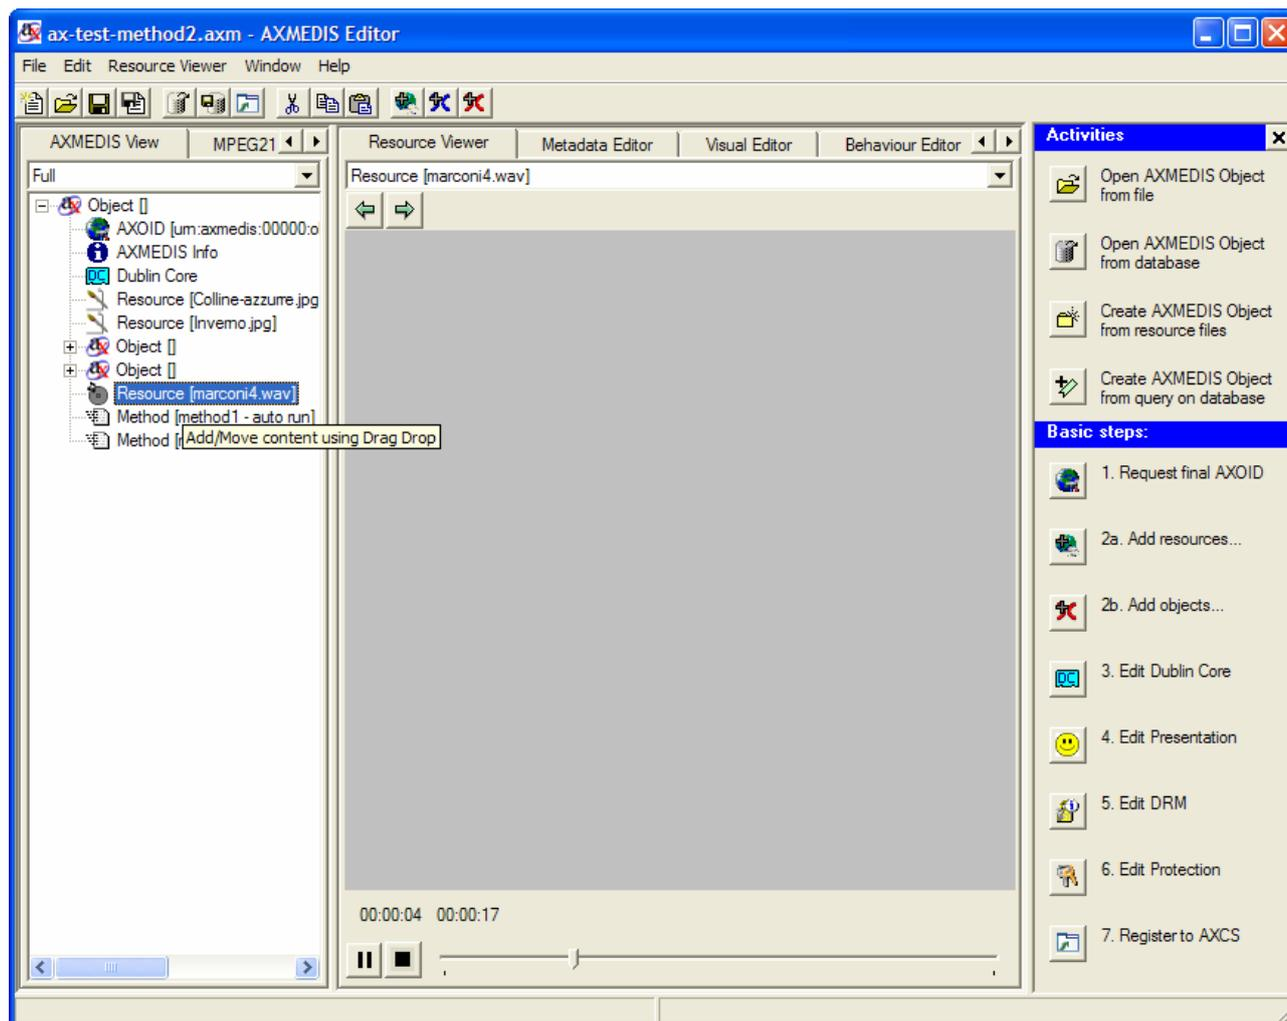 ax-test-method2.axm - AXMEDIS Editor
File Edit Resource Viewer Window Help
AXMEDIS View MPEG21
Full
Object []
AXOID [urn:axmedis:00000:o
AXMEDIS Info
Dublin Core
Resource [Colline-azzurre.jpg
Resource [Inverno.jpg]
Object []
Object []
Resource [marconi4.wav]
Method [method1 - auto run]
Method [
Add/Move content using Drag Drop
Resource Viewer Metadata Editor Visual Editor Behaviour Editor
Resource [marconi4.wav]
00:00:04 00:00:17
Activities
Open AXMEDIS Object
from file
Open AXMEDIS Object
from database
Create AXMEDIS Object
from resource files
Create AXMEDIS Object
from query on database
Basic steps:
1. Request final AXOID
2a. Add resources...
2b. Add objects...
3. Edit Dublin Core
4. Edit Presentation
5. Edit DRM
6. Edit Protection
7. Register to AXCS